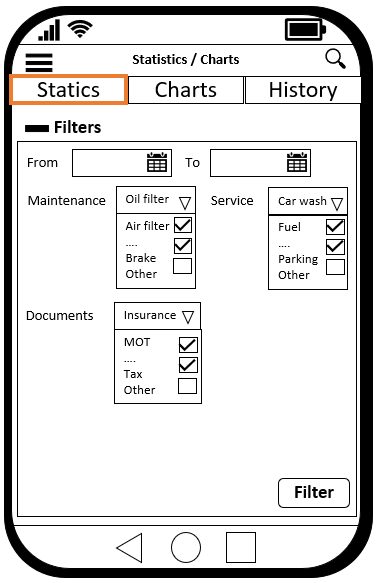 Statistics / Charts
Statics Charts History
Filters
From To
Maintenance Oil filter Service Car wash
Air filter Fuel
.... ....
Brake Parking
Other Other
Documents Insurance
MOT
....
Tax
Other
Filter